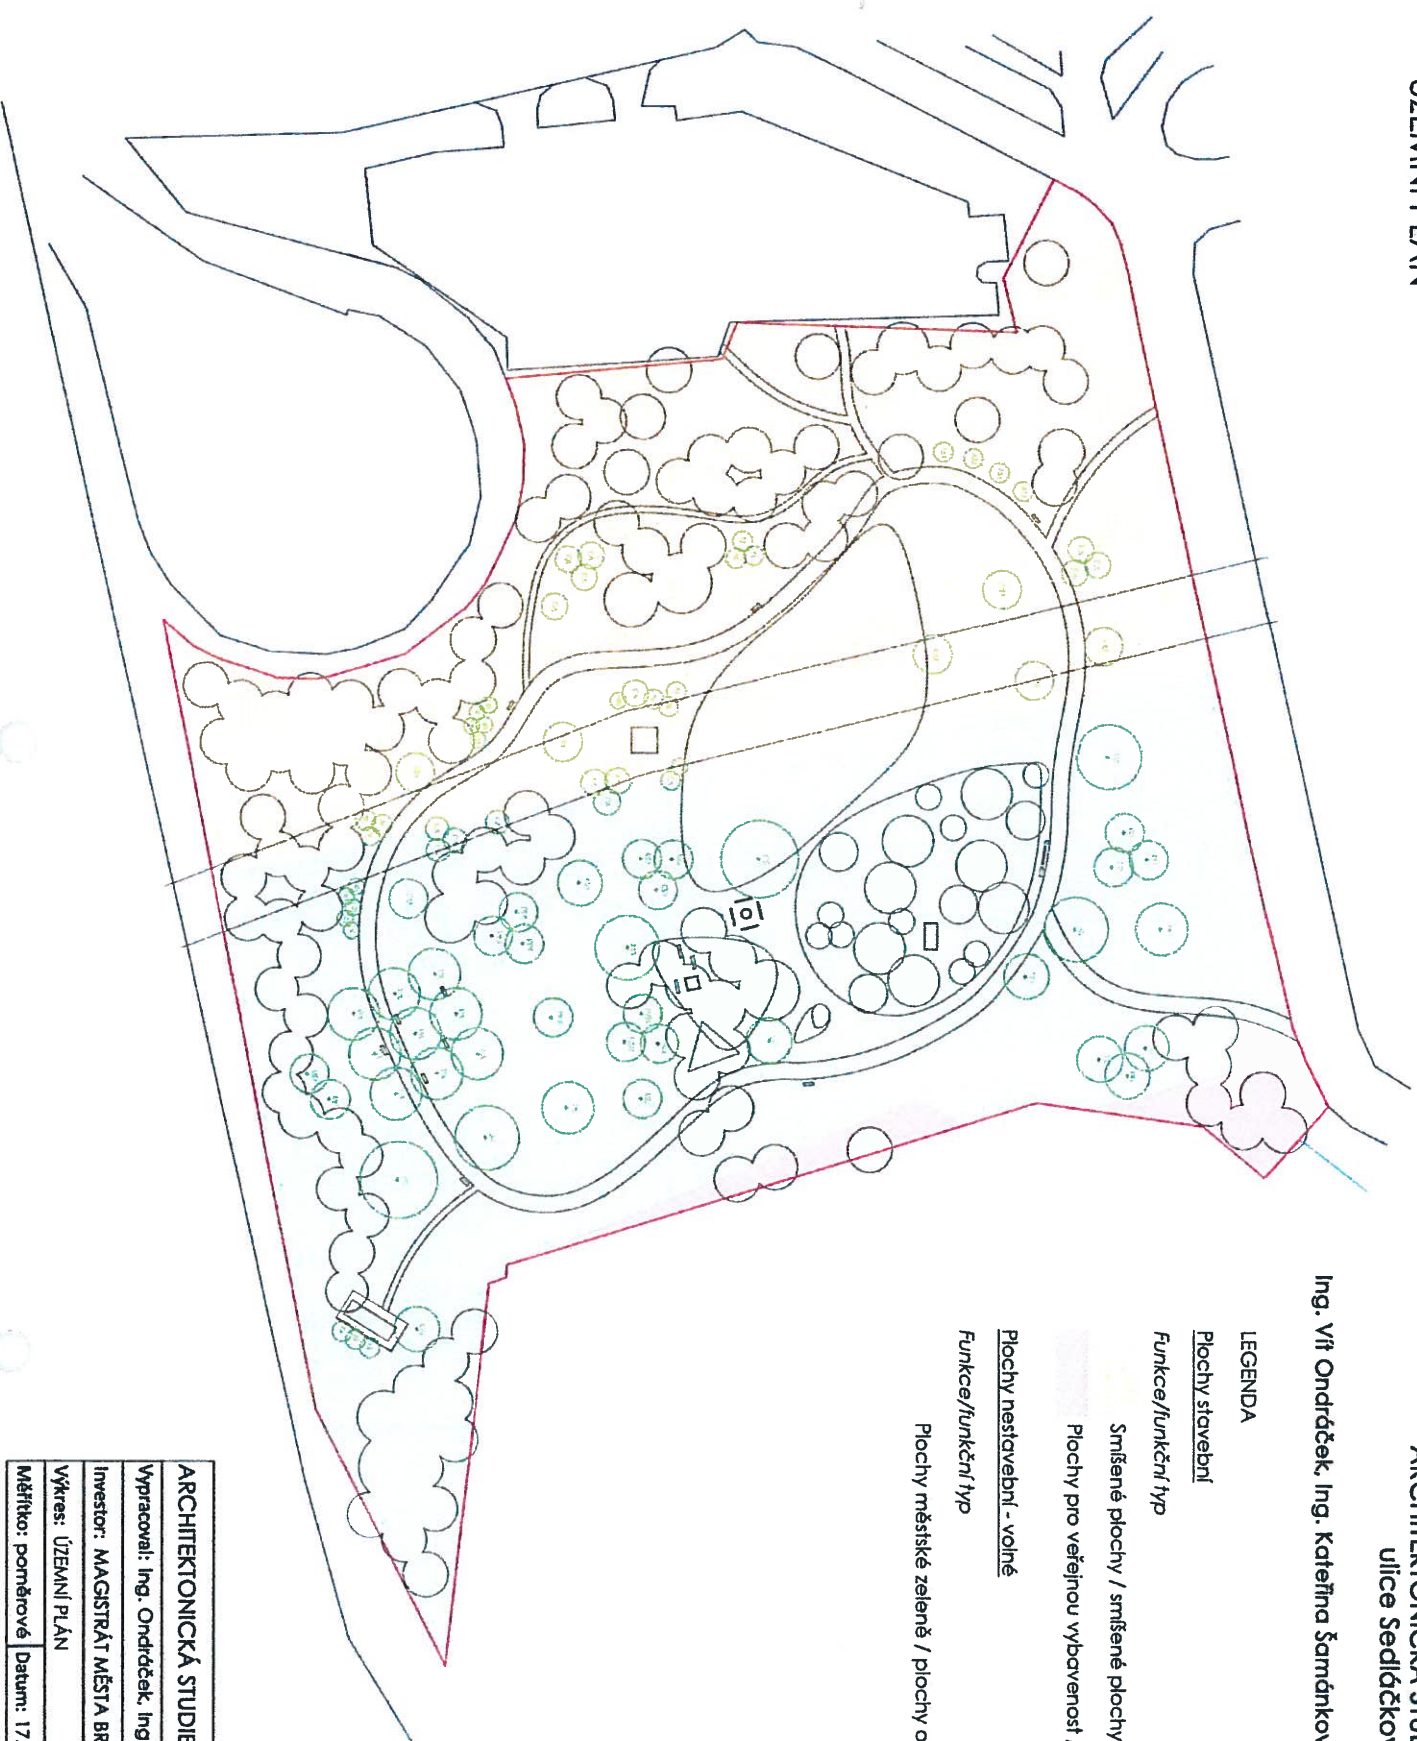 ÚZEMNÍ PLÁN
ulice Sedláčkov
Ing. Vít Ondráček, Ing. Kateřina Šamánkov
LEGENDA
Plochy stavební
Funkce/funkční typ
Smíšené plochy / smíšené plochy
Plochy pro veřejnou vybavenost
Plochy nestavební - volné
Funkce/funkční typ
Plochy městské zeleně / plochy o
ARCHITEKTONICKÁ STUDIE
Vypracoval: Ing. Ondráček, Ing
Investor: MAGISTRÁT MĚSTA BR
Výkres: ÚZEMNÍ PLÁN
Měřítko: poměrové Datum: 17.